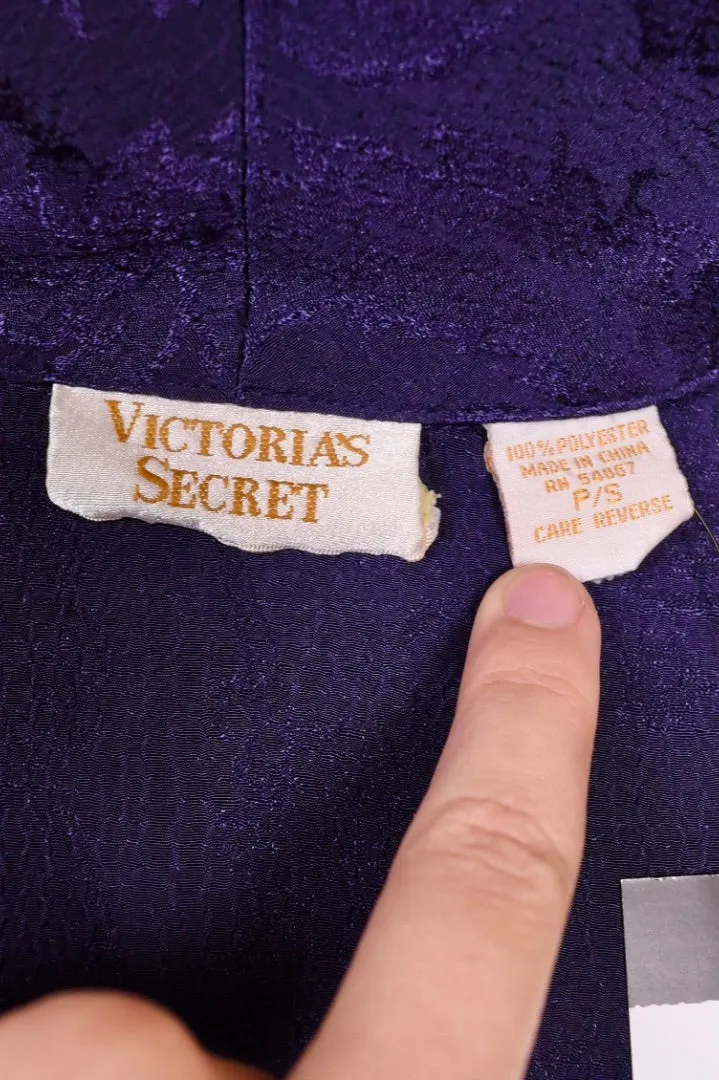 VICTORIA'S
SECRET
100% POLYESTER
MADE IN CHINA
RN 54867
P/S
CARE REVERSE